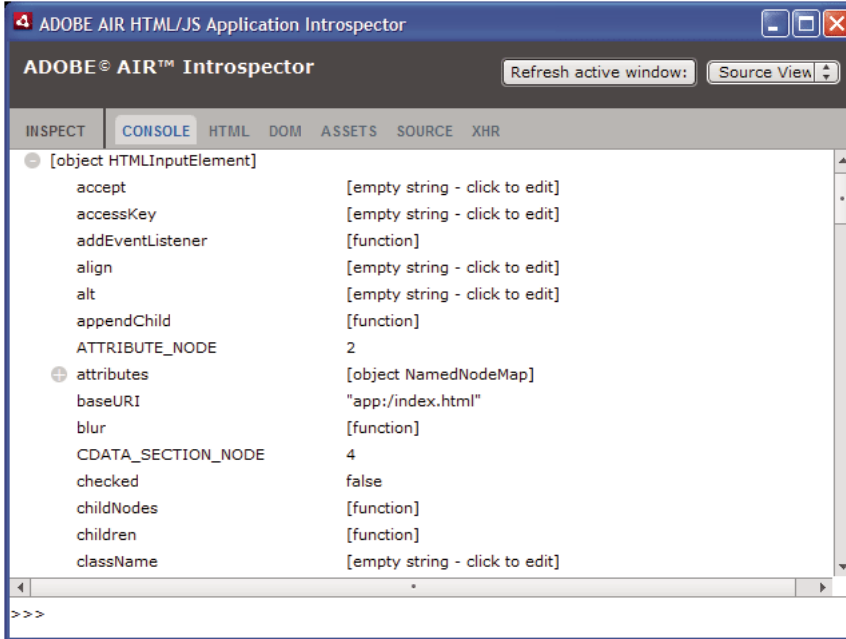 ADOBE AIR HTML/JS Application Introspector
ADOBE© AIR™ Introspector
Refresh active window:
Source View
INSPECT CONSOLE HTML DOM ASSETS SOURCE XHR
[object HTMLInputElement]
accept [empty string - click to edit]
accessKey [empty string - click to edit]
addEventListener [function]
align [empty string - click to edit]
alt [empty string - click to edit]
appendChild [function]
ATTRIBUTE_NODE 2
attributes [object NamedNodeMap]
baseURI "app:/index.html"
blur [function]
CDATA_SECTION_NODE 4
checked false
childNodes [function]
children [function]
className [empty string - click to edit]
>>>